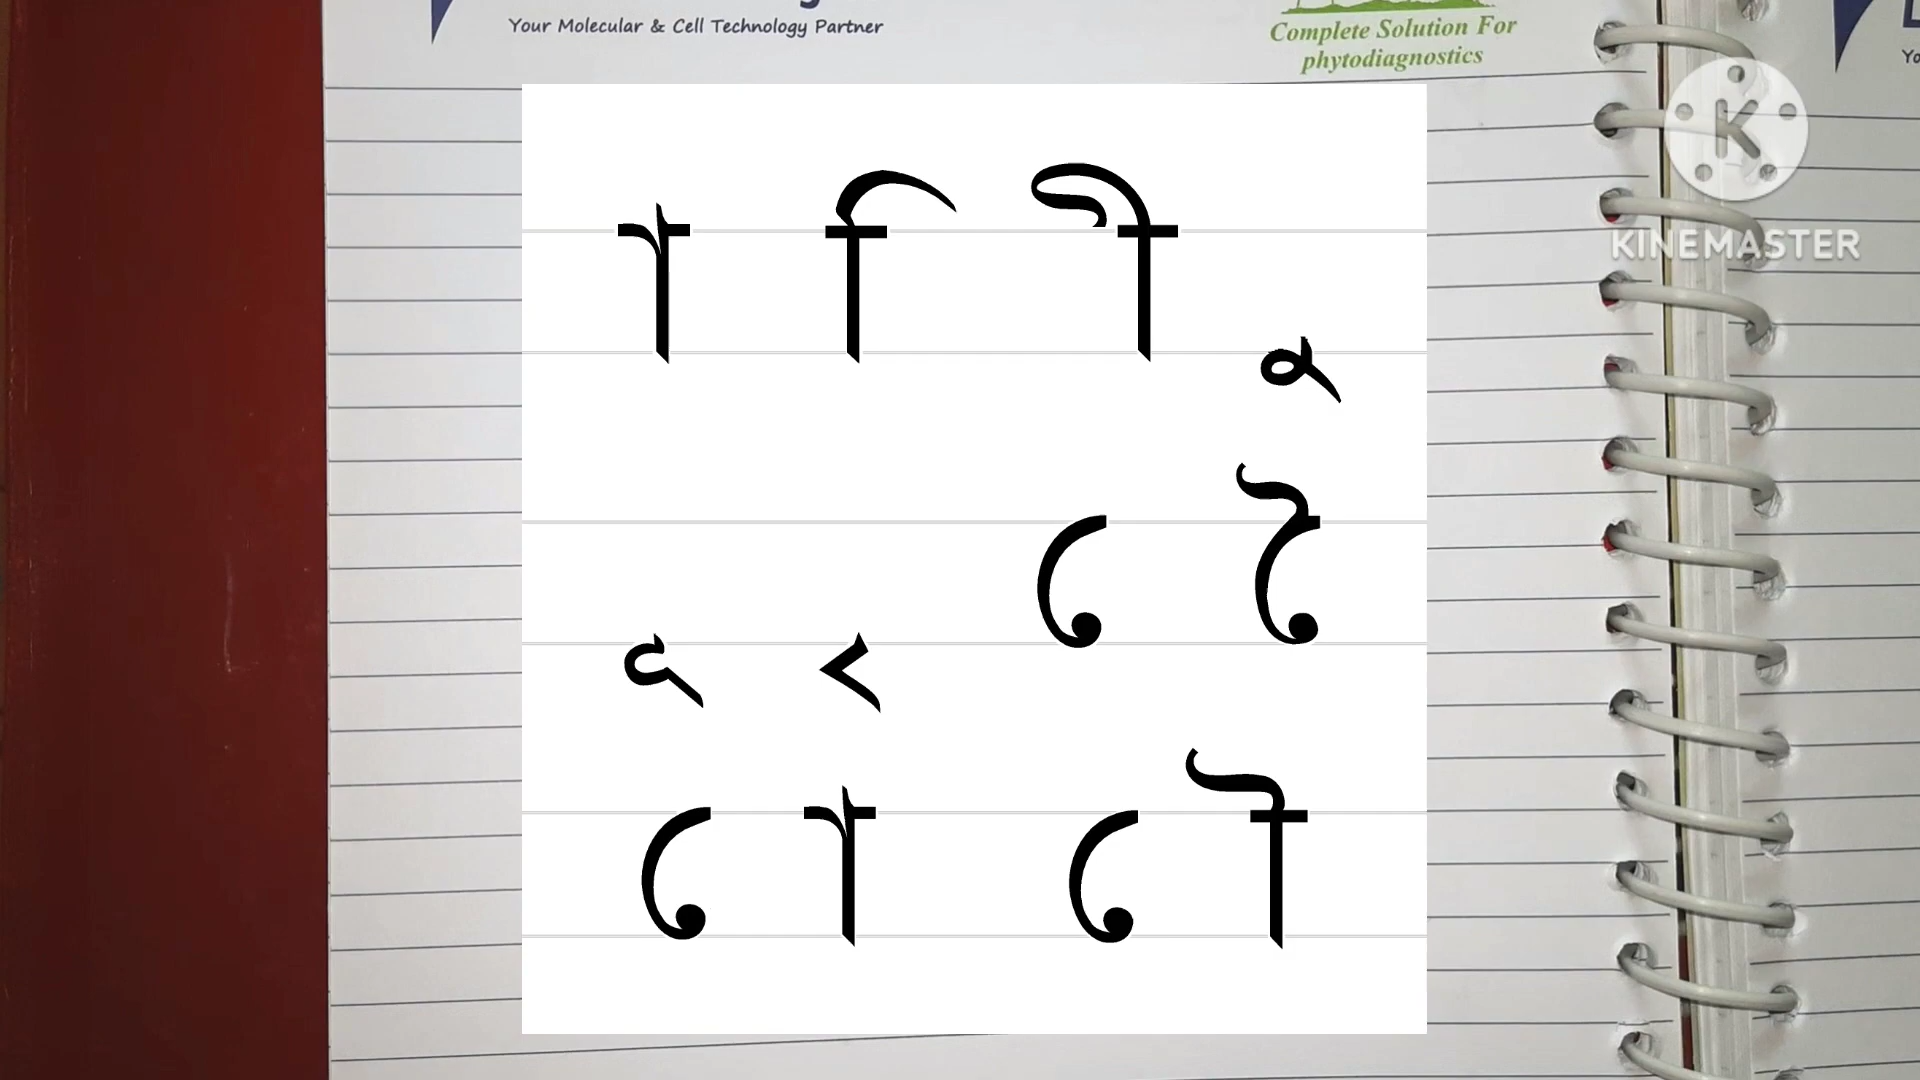 Your Molecular & Cell Technology Partner
Complete Solution For
phytodiagnostics
K
KINEMASTER
া ি ী ু
ূ ৃ ে ৈ
ো ৌ